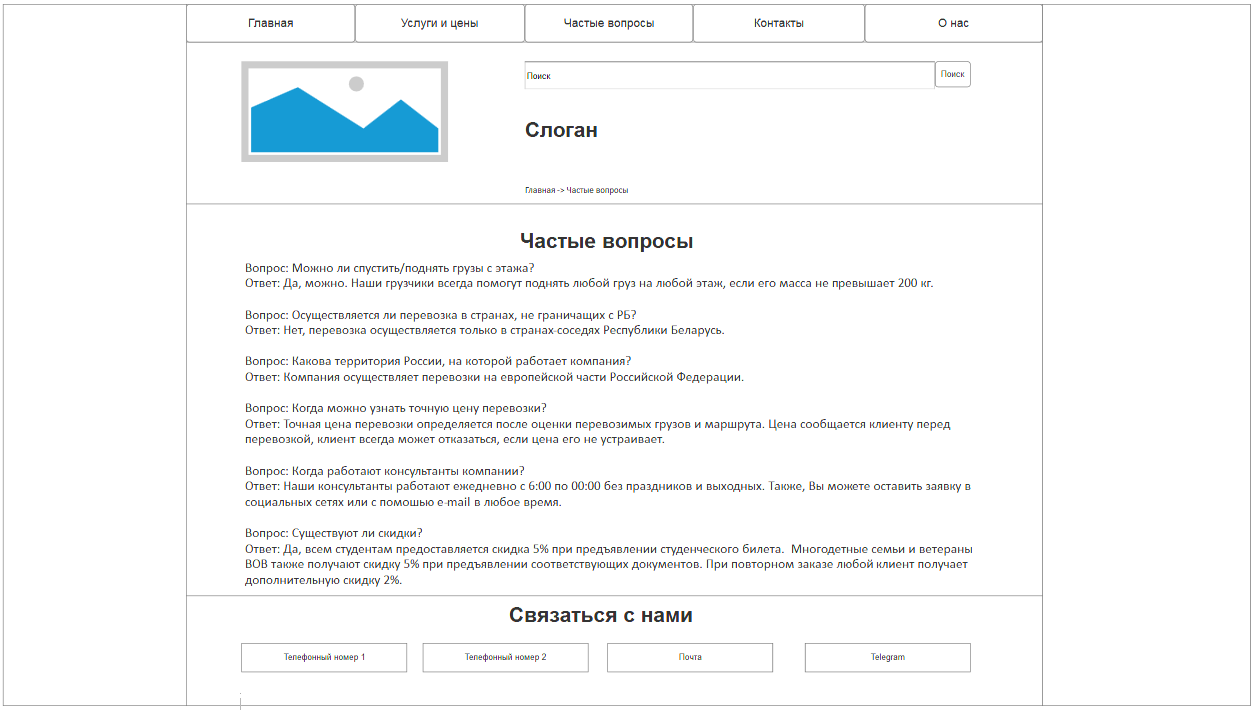 Главная
Услуги и цены
Частые вопросы
Контакты
О нас
Поиск
Поиск
Слоган
Главная -> Частые вопросы
Частые вопросы
Вопрос: Можно ли спустить/поднять грузы с этажа?
Ответ: Да, можно. Наши грузчики всегда помогут поднять любой груз на любой этаж, если его масса не превышает 200 кг.
Вопрос: Осуществляется ли перевозка в странах, не граничащих с РБ?
Ответ: Нет, перевозка осуществляется только в странах-соседях Республики Беларусь.
Вопрос: Какова территория России, на которой работает компания?
Ответ: Компания осуществляет перевозки на европейской части Российской Федерации.
Вопрос: Когда можно узнать точную цену перевозки?
Ответ: Точная цена перевозки определяется после оценки перевозимых грузов и маршрута. Цена сообщается клиенту перед
перевозкой, клиент всегда может отказаться, если цена его не устраивает.
Вопрос: Когда работают консультанты компании?
Ответ: Наши консультанты работают ежедневно с 6:00 по 00:00 без праздников и выходных. Также, Вы можете оставить заявку в
социальных сетях или с помошью e-mail в любое время.
Вопрос: Существуют ли скидки?
Ответ: Да, всем студентам предоставляется скидка 5% при предъявлении студенческого билета.  Многодетные семьи и ветераны
ВОВ также получают скидку 5% при предъявлении соответствующих документов. При повторном заказе любой клиент получает
дополнительную скидку 2%.
Связаться с нами
Телефонный номер 1
Телефонный номер 2
Почта
Telegram